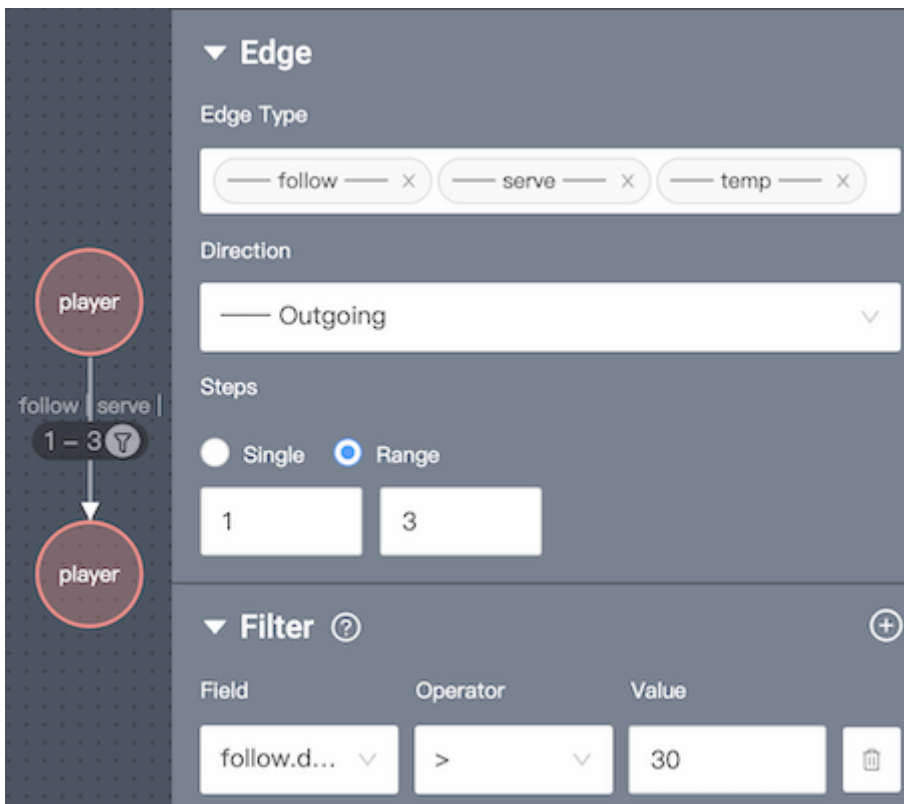 Edge
Edge Type
follow × serve × temp ×
Direction
Outgoing
Steps
Single Range
1 3
player
follow | serve |
1 – 3
player
Filter ?
Field Operator Value
follow.d... > 30